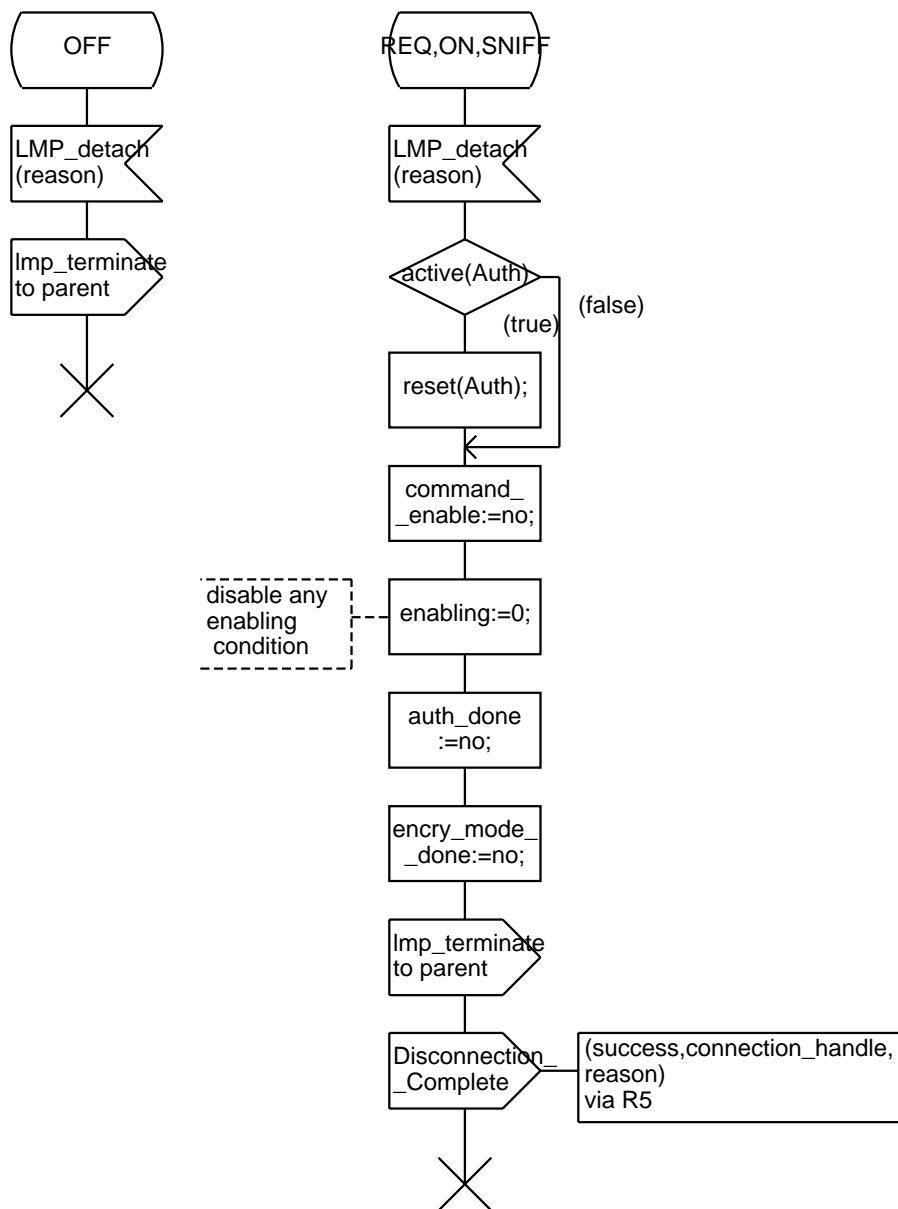 OFF
LMP_detach
(reason)
lmp_terminate
to parent
REQ,ON,SNIFF
LMP_detach
(reason)
active(Auth)
(true)
(false)
reset(Auth);
command_
_enable:=no;
disable any
enabling
condition
enabling:=0;
auth_done
:=no;
encry_mode_
_done:=no;
lmp_terminate
to parent
Disconnection_
_Complete
(success,connection_handle,
reason)
via R5